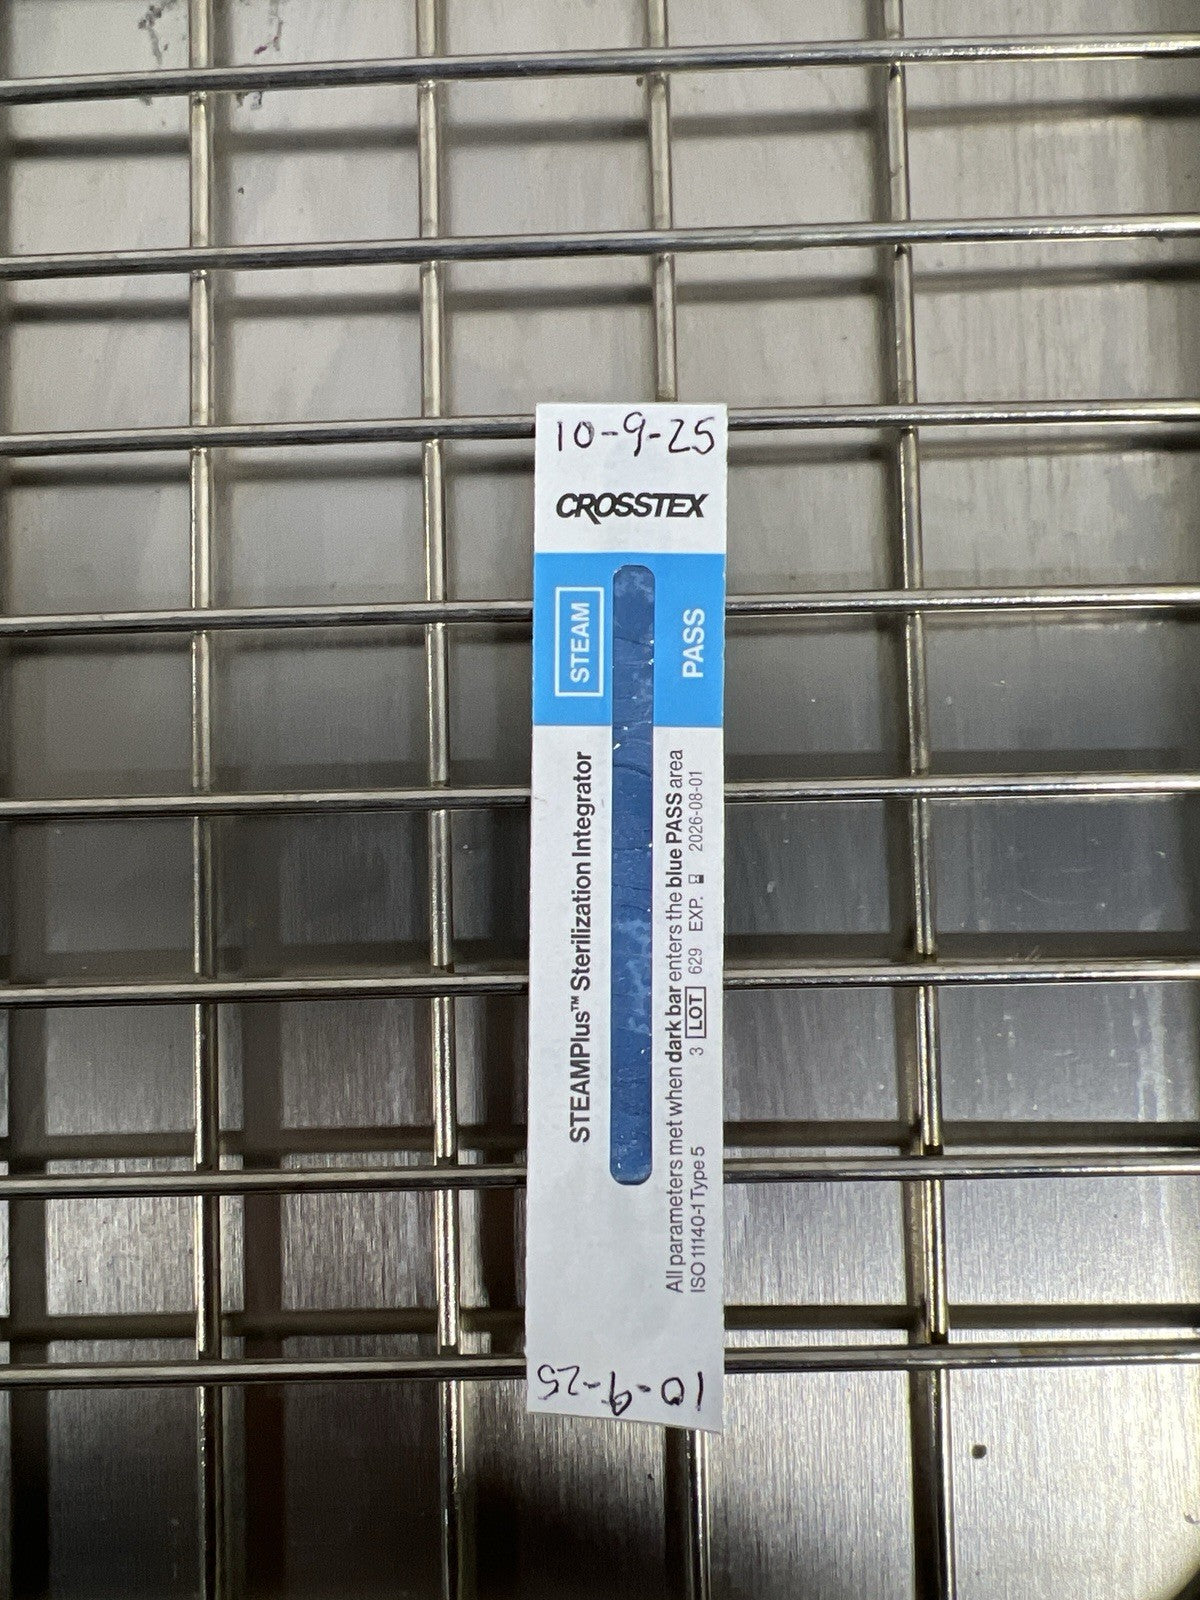 10-9-25
CROSSTEX
STEAM
PASS
STEAMPlus™ Sterilization Integrator
All parameters met when dark bar enters the blue PASS area
ISO 11140-1 Type 5
3 LOT 629 EXP. 2026-08-01
10-9-25